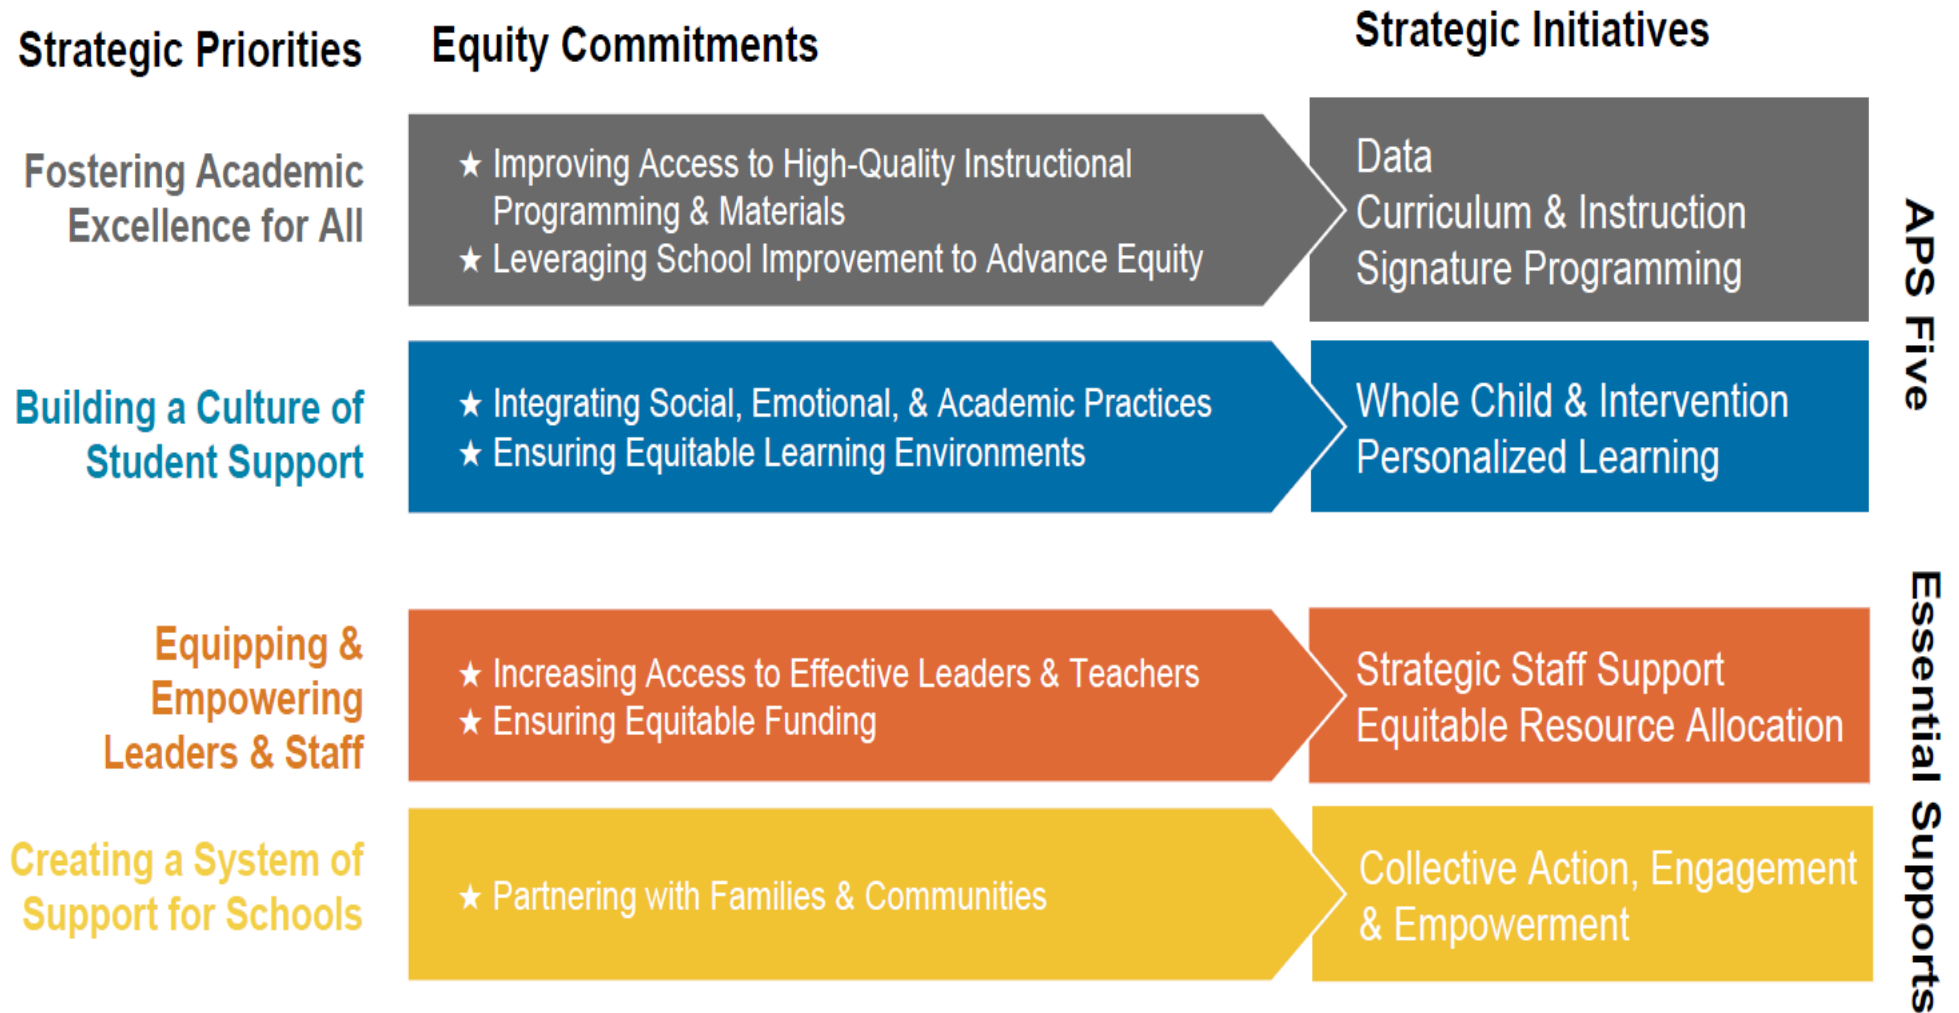 Strategic Priorities
Equity Commitments
Strategic Initiatives
Fostering Academic
Excellence for All
★ Improving Access to High-Quality Instructional
Programming & Materials
★ Leveraging School Improvement to Advance Equity
Data
Curriculum & Instruction
Signature Programming
Building a Culture of
Student Support
★ Integrating Social, Emotional, & Academic Practices
★ Ensuring Equitable Learning Environments
Whole Child & Intervention
Personalized Learning
APS Five
Equipping &
Empowering
Leaders & Staff
★ Increasing Access to Effective Leaders & Teachers
★ Ensuring Equitable Funding
Strategic Staff Support
Equitable Resource Allocation
Creating a System of
Support for Schools
★ Partnering with Families & Communities
Collective Action, Engagement
& Empowerment
Essential Supports